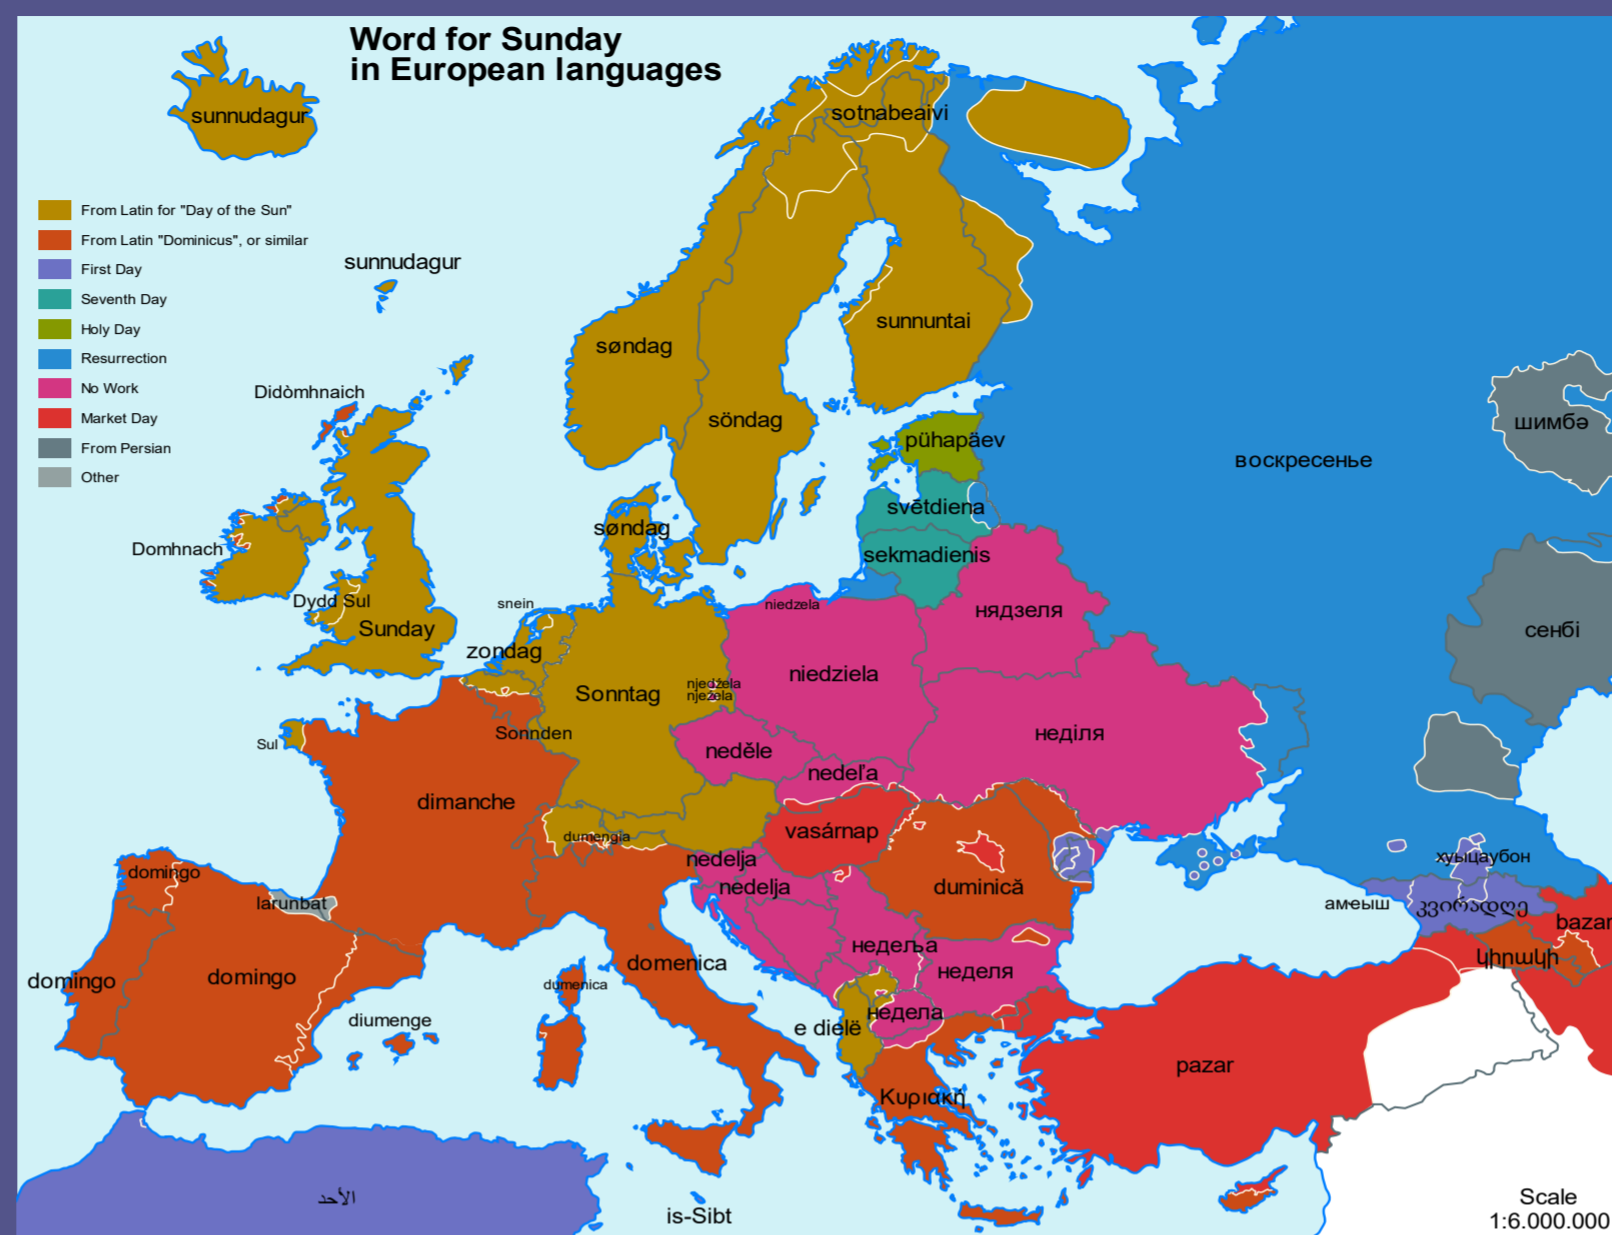 Word for Sunday
in European languages
sunnudagur
sotnabeaivi
From Latin for "Day of the Sun"
From Latin "Dominicus", or similar
First Day
Seventh Day
Holy Day
Resurrection
No Work
Market Day
From Persian
Other
sunnudagur
søndag
sunnuntai
söndag
Didòmhnaich
шимбә
pühapäev
воскресенье
svētdiena
søndag
Domhnach
sekmadienis
Dydd Sul
Sunday
snein
niedzela
нядзеля
сенбі
zondag
niedziela
Sonntag
njedźela
njeźela
Sonnden
Sul
neděle
неділя
nedeľa
dimanche
vasárnap
dumengia
nedelja
nedelja
хуыцаубон
domingo
duminică
larunbat
амҽыш
კვირადღე
bazar
domingo
domingo
domenica
недеља
неделя
կիրակի
dumenica
diumenge
e dielë
недела
pazar
Κυριακή
الأحد
is-Sibt
Scale
1:6.000.000